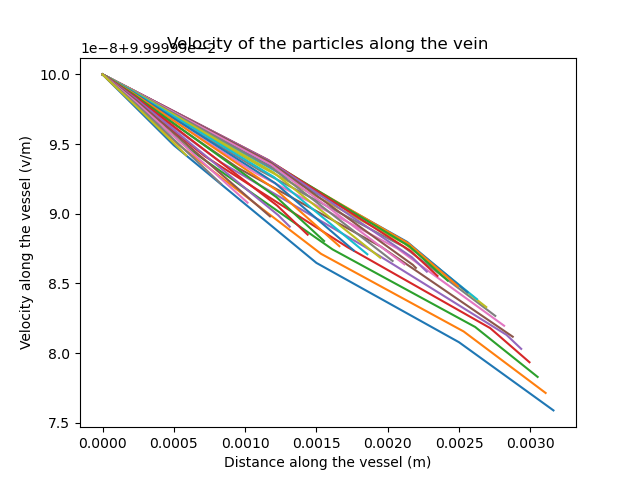 Velocity of the particles along the vein
1e−8+9.99999e−2
10.0
9.5
9.0
8.5
8.0
7.5
Velocity along the vessel (v/m)
0.0000 0.0005 0.0010 0.0015 0.0020 0.0025 0.0030
Distance along the vessel (m)